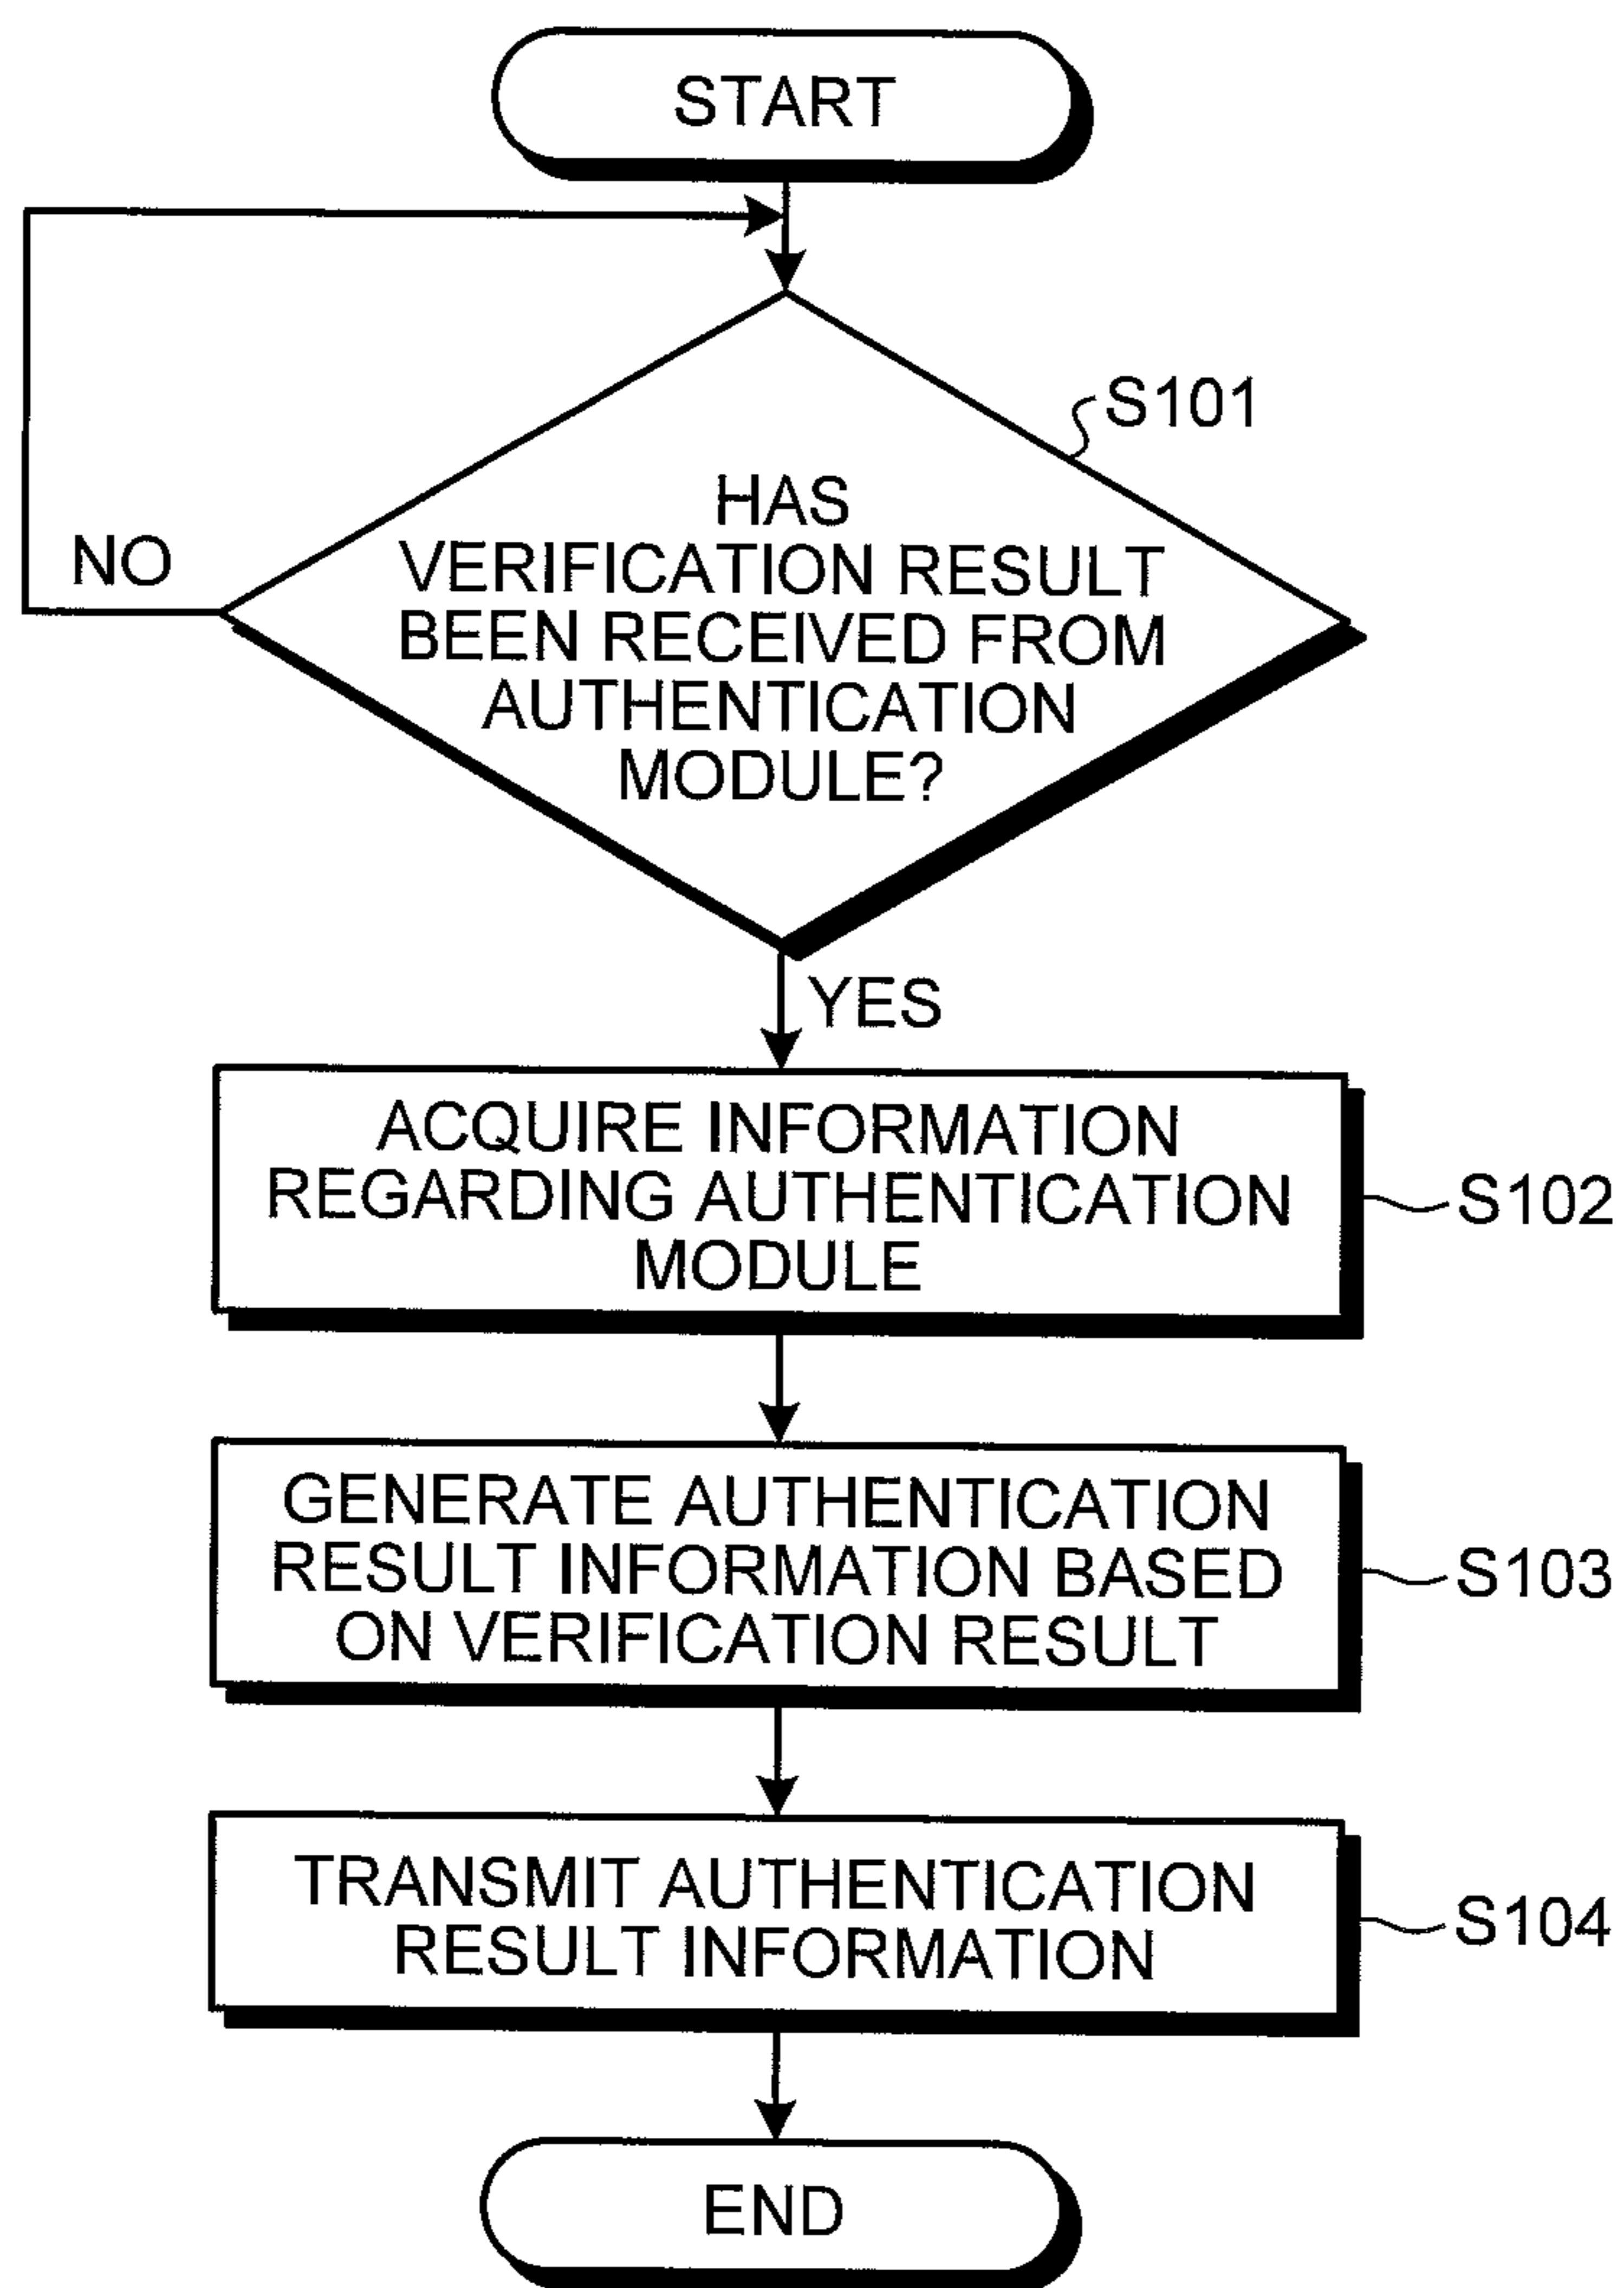 START
S101
HAS
VERIFICATION RESULT
BEEN RECEIVED FROM
AUTHENTICATION
MODULE?
NO
YES
ACQUIRE INFORMATION
REGARDING AUTHENTICATION
MODULE
S102
GENERATE AUTHENTICATION
RESULT INFORMATION BASED
ON VERIFICATION RESULT
S103
TRANSMIT AUTHENTICATION
RESULT INFORMATION
S104
END